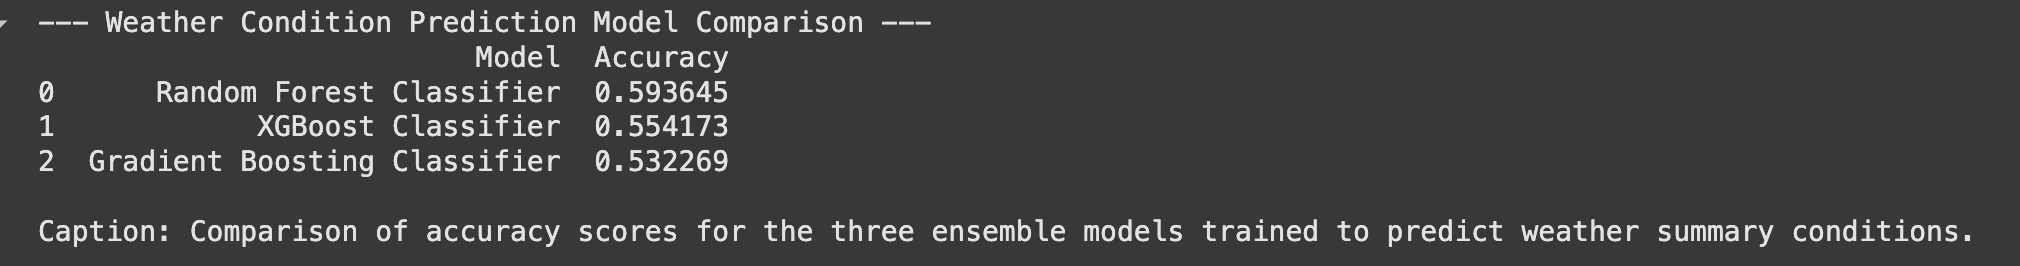 --- Weather Condition Prediction Model Comparison ---
Model Accuracy
0 Random Forest Classifier 0.593645
1 XGBoost Classifier 0.554173
2 Gradient Boosting Classifier 0.532269
Caption: Comparison of accuracy scores for the three ensemble models trained to predict weather summary conditions.